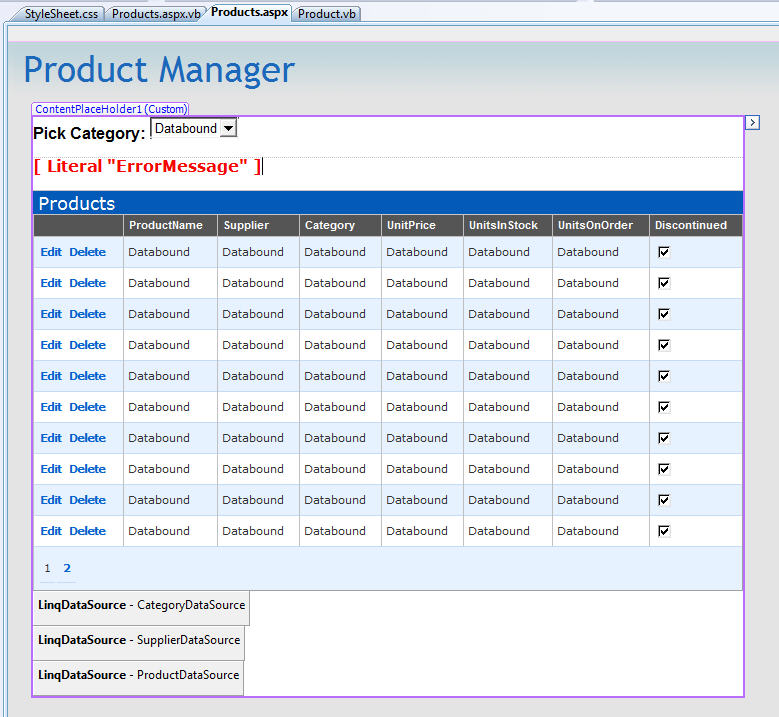 StyleSheet.css Products.aspx.vb Products.aspx Product.vb
Product Manager
ContentPlaceHolder1 (Custom)
Pick Category: Databound
[ Literal "ErrorMessage" ]
Products
ProductName Supplier Category UnitPrice UnitsInStock UnitsOnOrder Discontinued
Edit Delete Databound Databound Databound Databound Databound Databound
Edit Delete Databound Databound Databound Databound Databound Databound
Edit Delete Databound Databound Databound Databound Databound Databound
Edit Delete Databound Databound Databound Databound Databound Databound
Edit Delete Databound Databound Databound Databound Databound Databound
Edit Delete Databound Databound Databound Databound Databound Databound
Edit Delete Databound Databound Databound Databound Databound Databound
Edit Delete Databound Databound Databound Databound Databound Databound
Edit Delete Databound Databound Databound Databound Databound Databound
Edit Delete Databound Databound Databound Databound Databound Databound
1 2
LinqDataSource - CategoryDataSource
LinqDataSource - SupplierDataSource
LinqDataSource - ProductDataSource